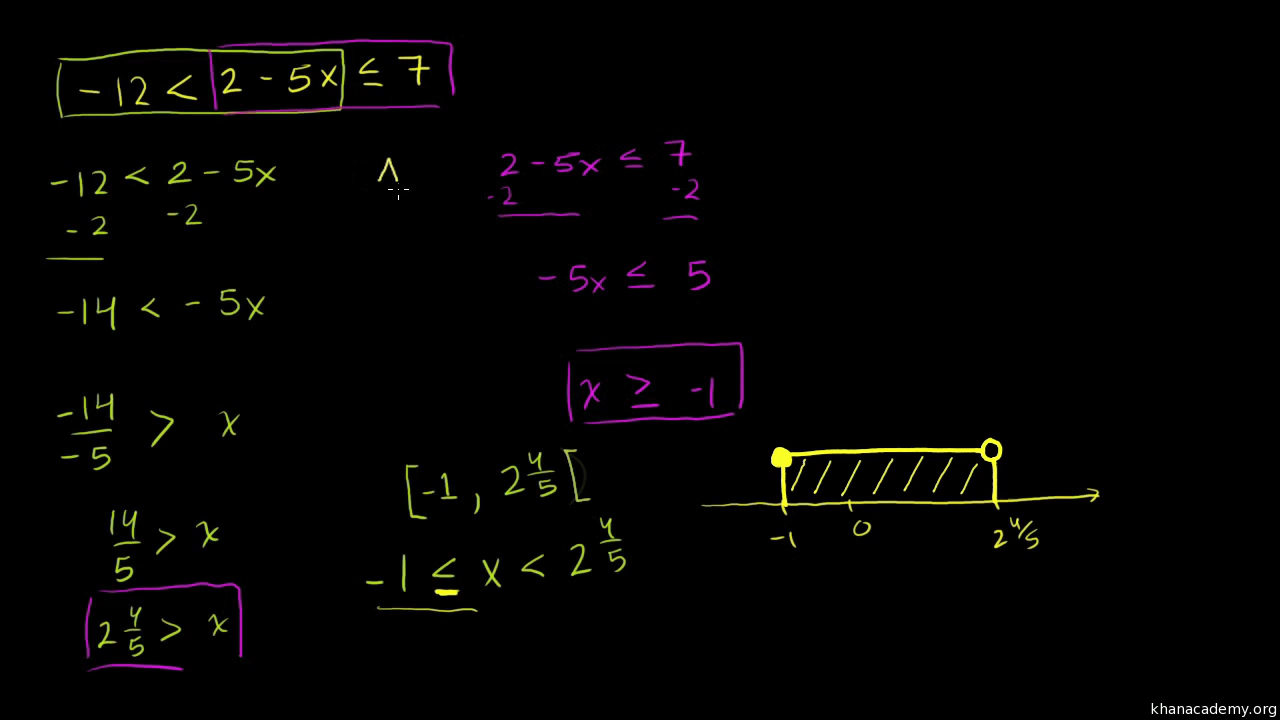 -12 < 2 - 5x ≤ 7
-12 < 2 - 5x
-2 -2
-14 < -5x
-14/-5 > x
14/5 > x
2 4/5 > x
∧
2 - 5x ≤ 7
-2 -2
-5x ≤ 5
x ≥ -1
[-1, 2 4/5[
-1 ≤ x < 2 4/5
-1 0 2 4/5
khanacademy.org